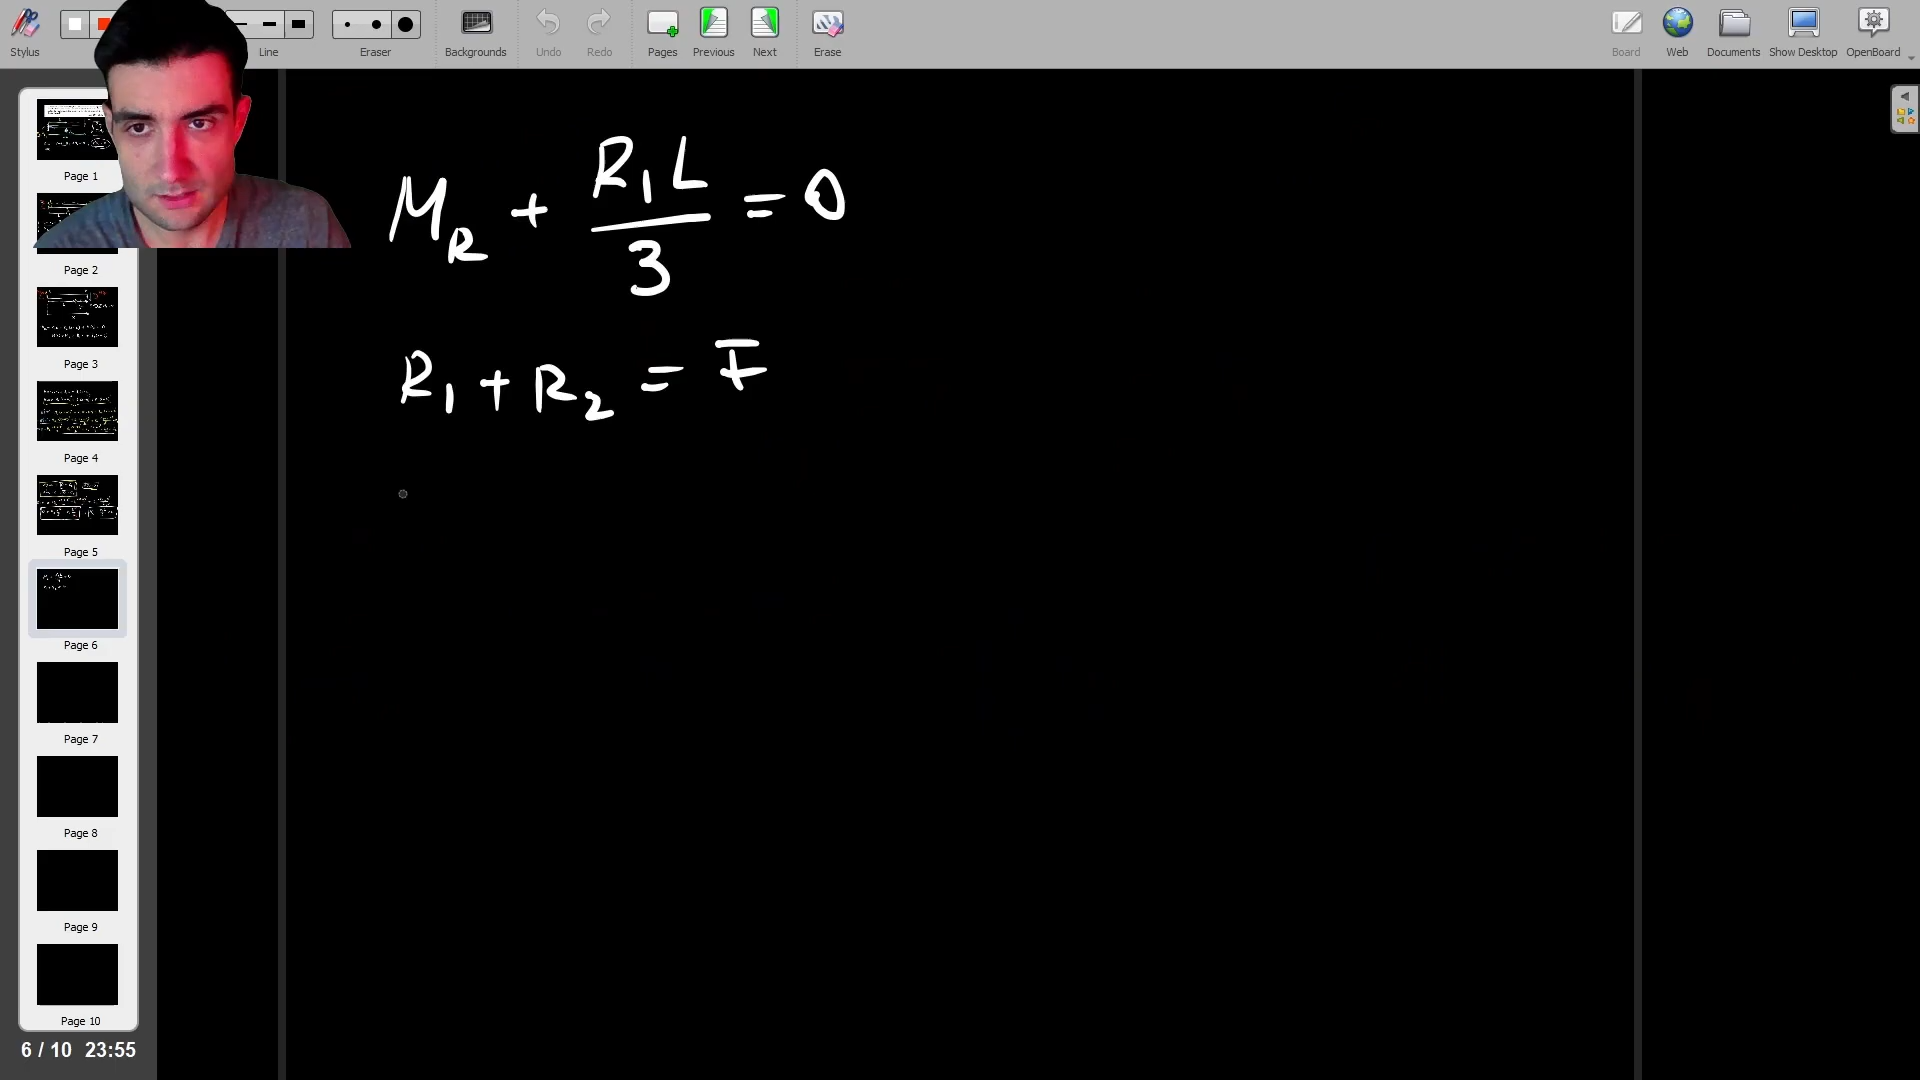 Stylus
Line
Eraser
Backgrounds
Undo
Redo
Pages
Previous
Next
Erase
Board
Web
Documents
Show Desktop
OpenBoard
M_R + R_1 L / 3 = 0
R_1 + R_2 = F
Page 1
Page 2
Page 3
Page 4
Page 5
Page 6
Page 7
Page 8
Page 9
Page 10
6 / 10 23:55